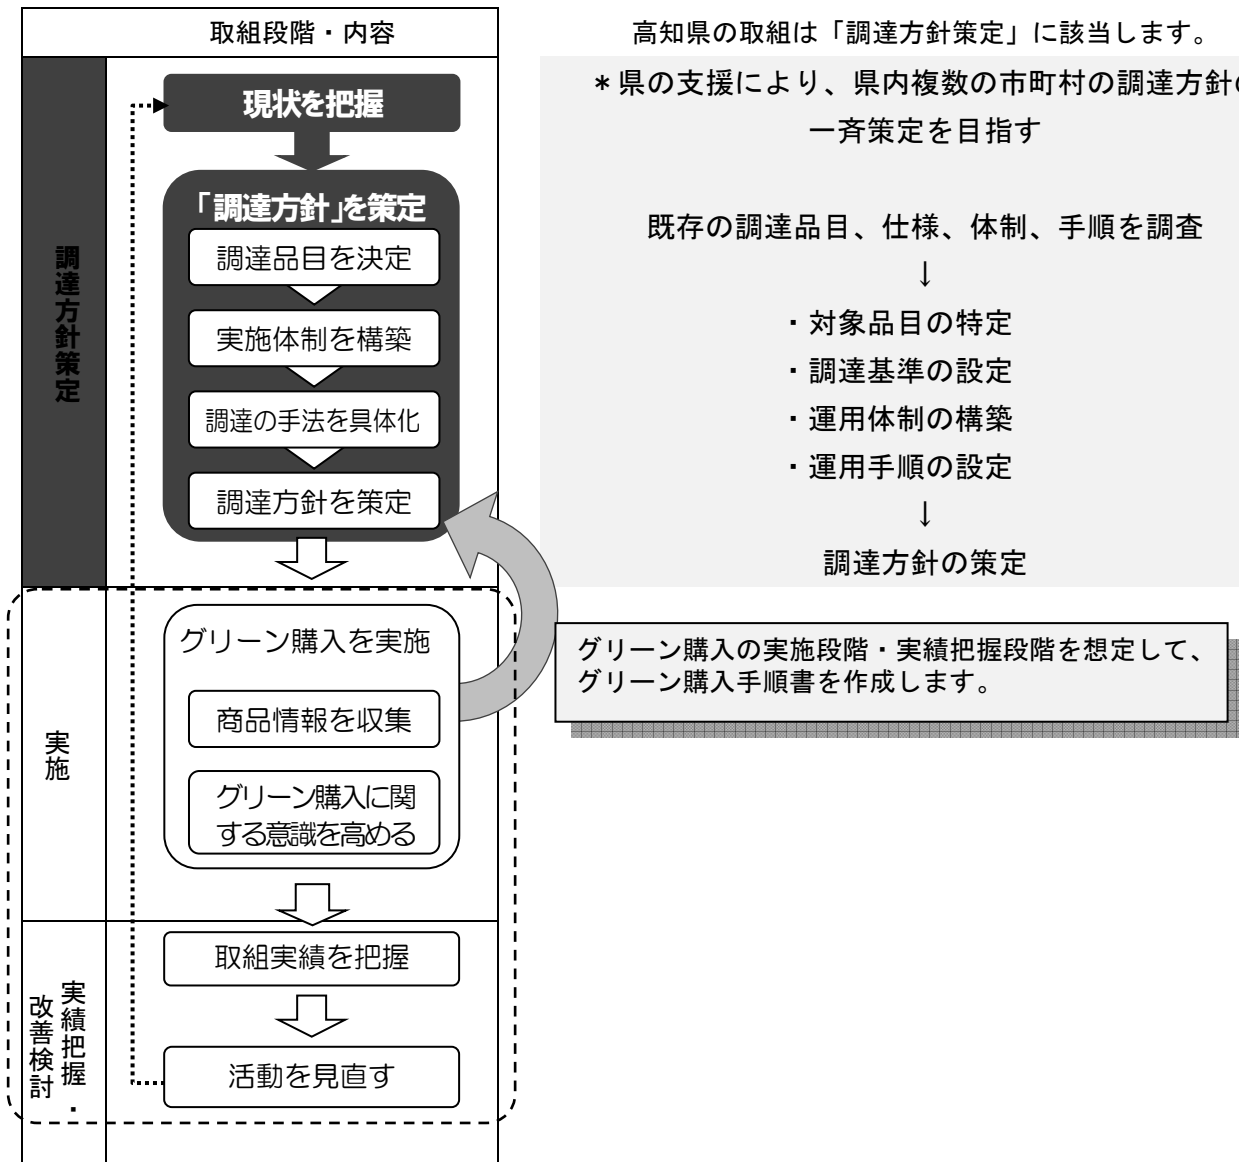 取組段階・内容
調達方針策定
現状を把握
「調達方針」を策定
調達品目を決定
実施体制を構築
調達の手法を具体化
調達方針を策定
実施
グリーン購入を実施
商品情報を収集
グリーン購入に関
する意識を高める
実績把握・
改善検討
取組実績を把握
活動を見直す
高知県の取組は「調達方針策定」に該当します。
＊県の支援により、県内複数の市町村の調達方針の
一斉策定を目指す
既存の調達品目、仕様、体制、手順を調査
↓
・対象品目の特定
・調達基準の設定
・運用体制の構築
・運用手順の設定
↓
調達方針の策定
グリーン購入の実施段階・実績把握段階を想定して、
グリーン購入手順書を作成します。